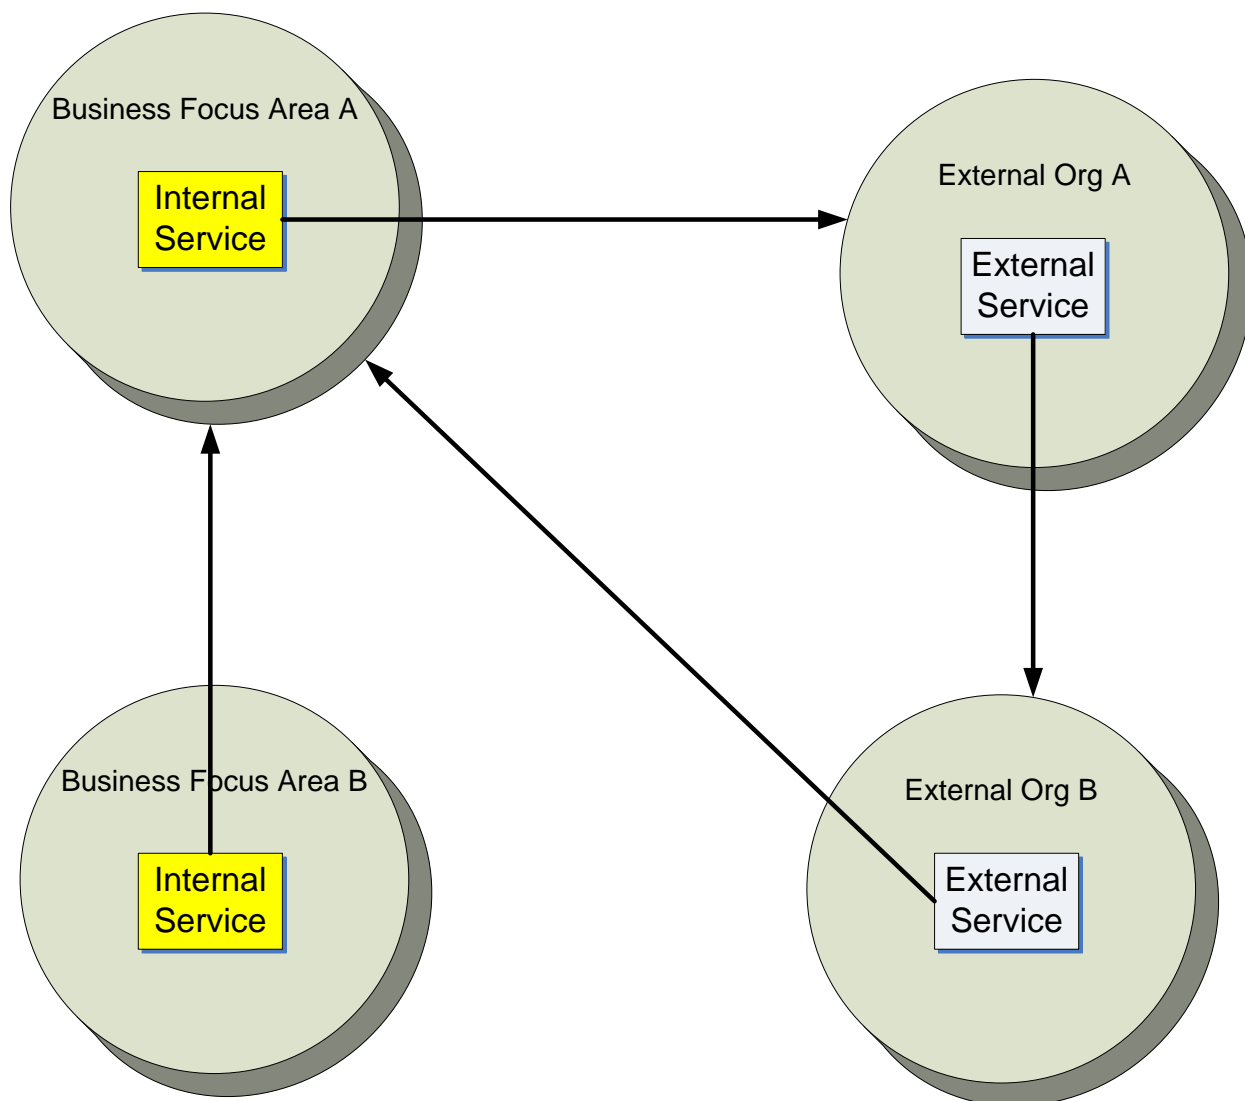 Business Focus Area A
Internal
Service
External Org A
External
Service
Business Focus Area B
Internal
Service
External Org B
External
Service